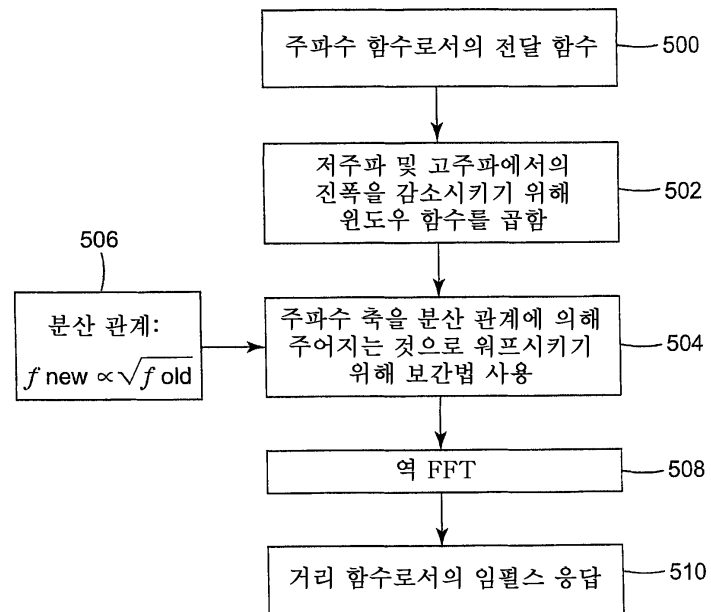 주파수 함수로서의 전달 함수
500
저주파 및 고주파에서의
진폭을 감소시키기 위해
윈도우 함수를 곱함
502
506
분산 관계:
f new ∝√f old
주파수 축을 분산 관계에 의해
주어지는 것으로 워프시키기
위해 보간법 사용
504
역 FFT
508
거리 함수로서의 임펄스 응답
510